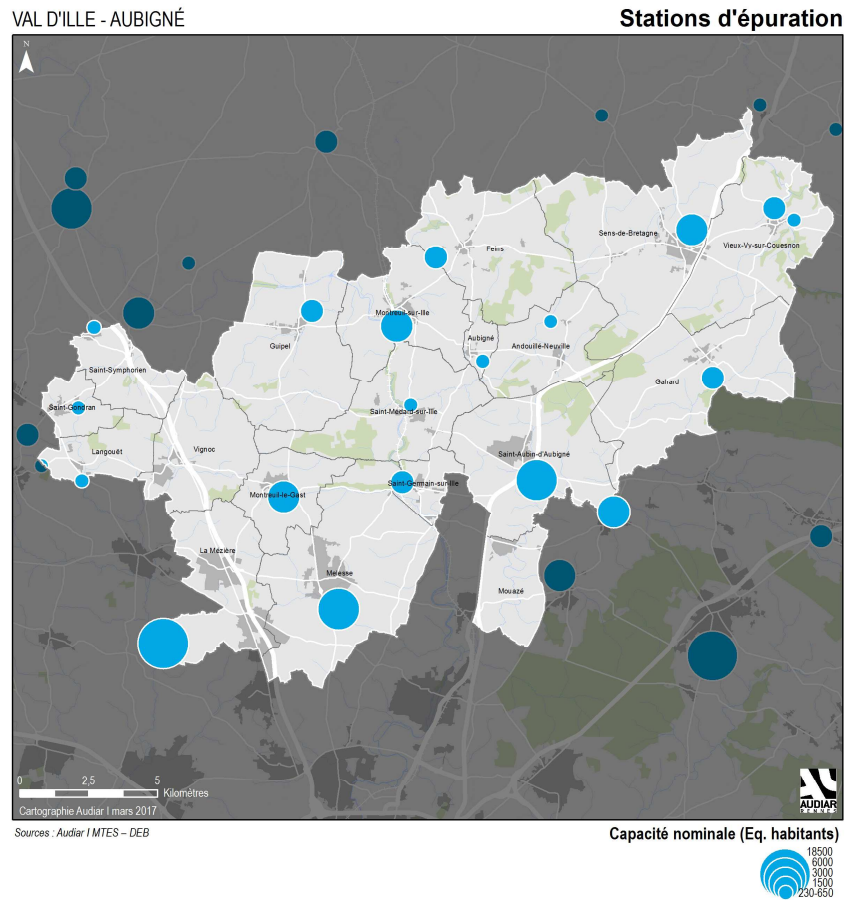 VAL D'ILLE - AUBIGNÉ
Stations d'épuration
N
Sens-de-Bretagne
Vieux-Vy-sur-Couesnon
Feins
Montreuil-sur-Ille
Aubigné
Andouillé-Neuville
Guipel
Saint-Symphorien
Gahard
Saint-Gondran
Saint-Médard-sur-Ille
Langouët
Vignoc
Saint-Aubin-d'Aubigné
Saint-Germain-sur-Ille
Montreuil-le-Gast
La Mézière
Melesse
Mouazé
0 2,5 5
Kilomètres
Cartographie Audiar I mars 2017
AUDIAR
RENNES
Sources : Audiar I MTES – DEB
Capacité nominale (Eq. habitants)
18500
6000
3000
1500
230-650